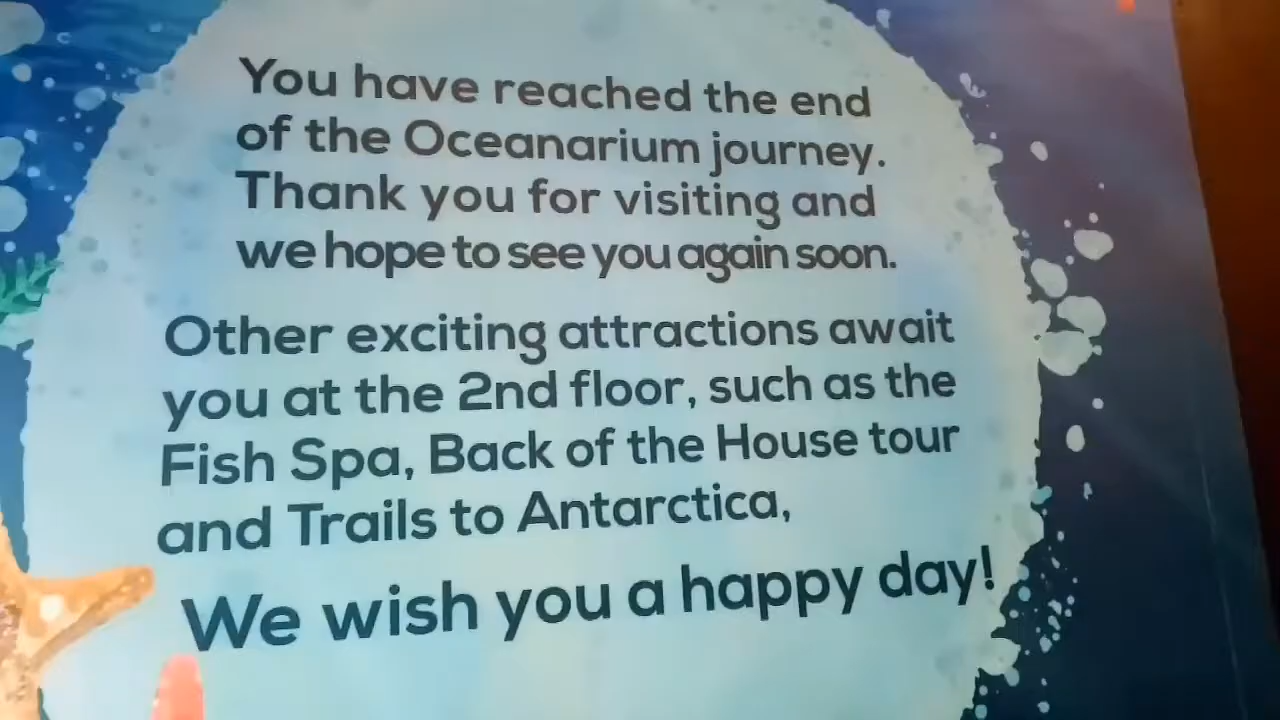 You have reached the end
of the Oceanarium journey.
Thank you for visiting and
we hope to see you again soon.
Other exciting attractions await
you at the 2nd floor, such as the
Fish Spa, Back of the House tour
and Trails to Antarctica,
We wish you a happy day!